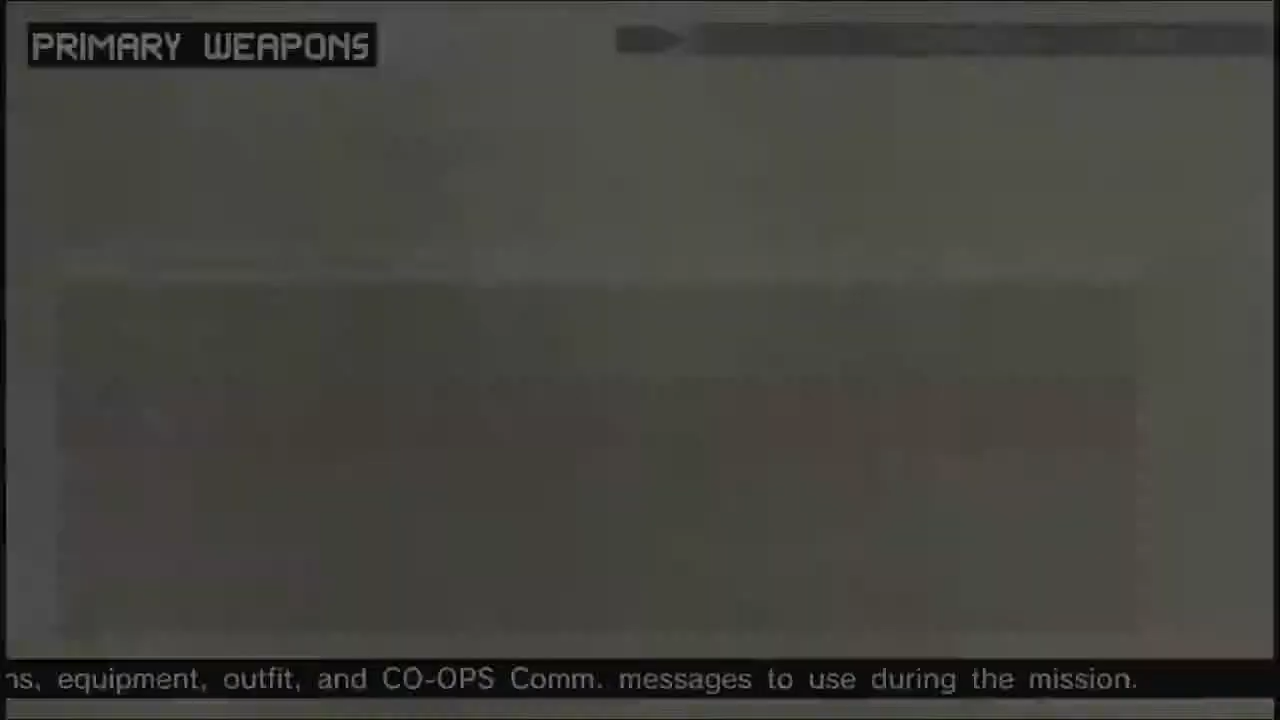 PRIMARY WEAPONS
equipment, outfit, and CO-OPS Comm. messages to use during the mission.